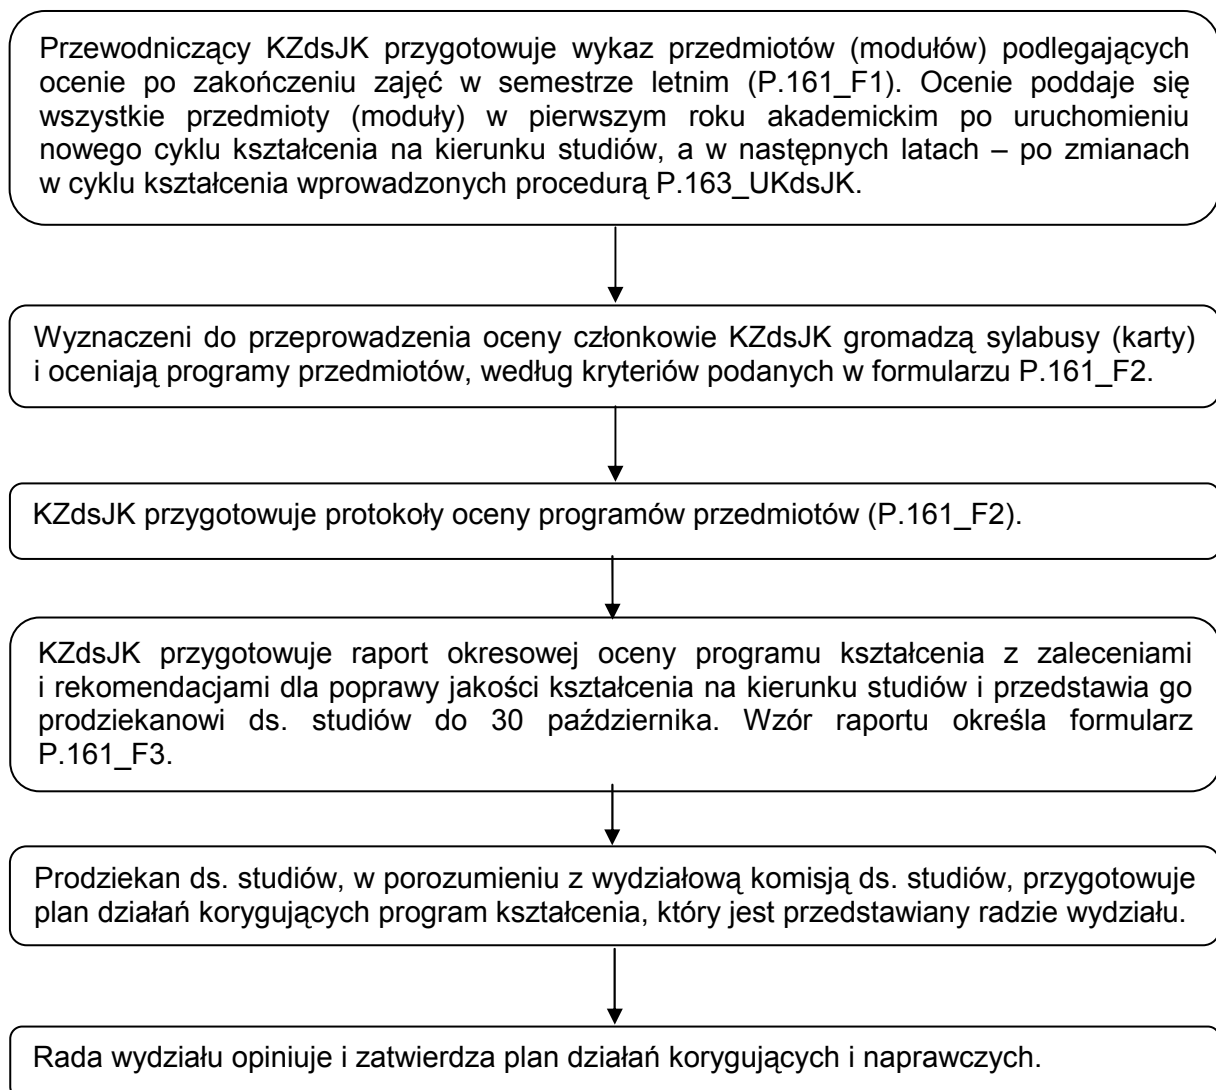 Przewodniczący KZdsJK przygotowuje wykaz przedmiotów (modułów) podlegających
ocenie po zakończeniu zajęć w semestrze letnim (P.161_F1). Ocenie poddaje się
wszystkie przedmioty (moduły) w pierwszym roku akademickim po uruchomieniu
nowego cyklu kształcenia na kierunku studiów, a w następnych latach – po zmianach
w cyklu kształcenia wprowadzonych procedurą P.163_UKdsJK.
Wyznaczeni do przeprowadzenia oceny członkowie KZdsJK gromadzą sylabusy (karty)
i oceniają programy przedmiotów, według kryteriów podanych w formularzu P.161_F2.
KZdsJK przygotowuje protokoły oceny programów przedmiotów (P.161_F2).
KZdsJK przygotowuje raport okresowej oceny programu kształcenia z zaleceniami
i rekomendacjami dla poprawy jakości kształcenia na kierunku studiów i przedstawia go
prodziekanowi ds. studiów do 30 października. Wzór raportu określa formularz
P.161_F3.
Prodziekan ds. studiów, w porozumieniu z wydziałową komisją ds. studiów, przygotowuje
plan działań korygujących program kształcenia, który jest przedstawiany radzie wydziału.
Rada wydziału opiniuje i zatwierdza plan działań korygujących i naprawczych.